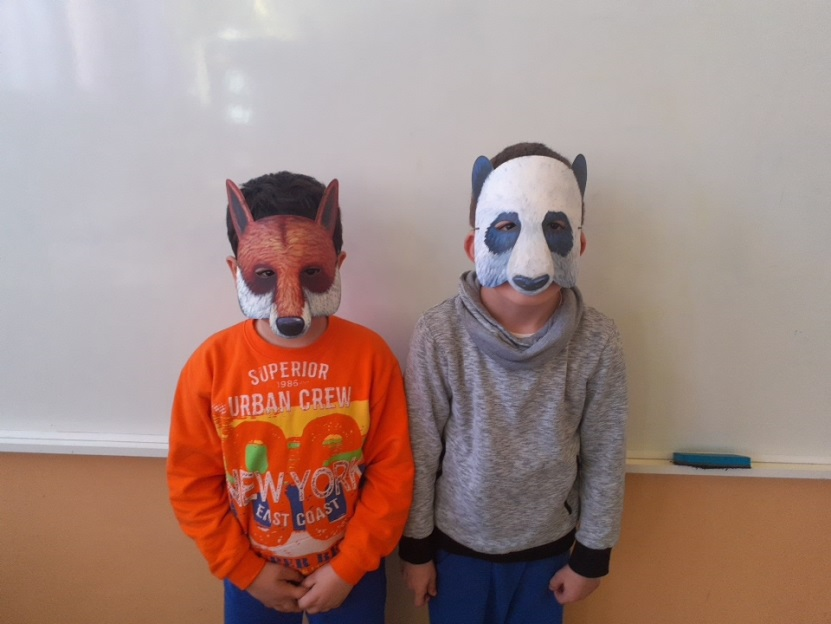 SUPERIOR
1986
URBAN CREW
NEW YORK
EAST COAST